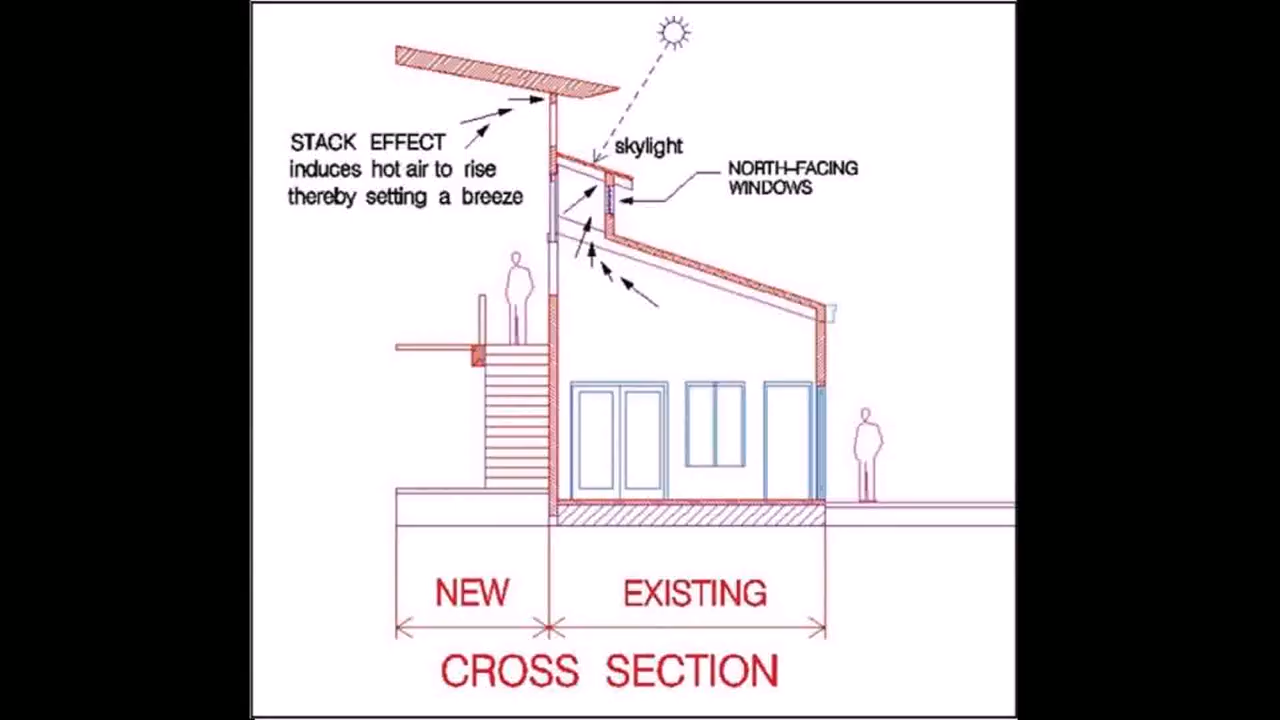 STACK EFFECT
induces hot air to rise
thereby setting a breeze
skylight
NORTH-FACING
WINDOWS
NEW
EXISTING
CROSS SECTION